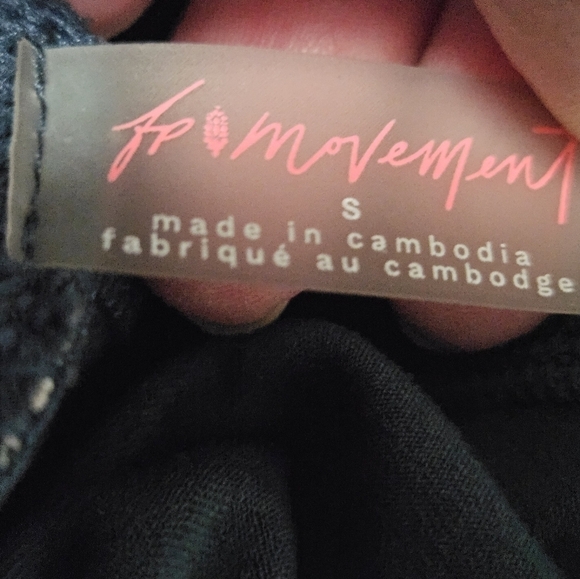 fp movement
S
made in cambodia
fabriqué au cambodge